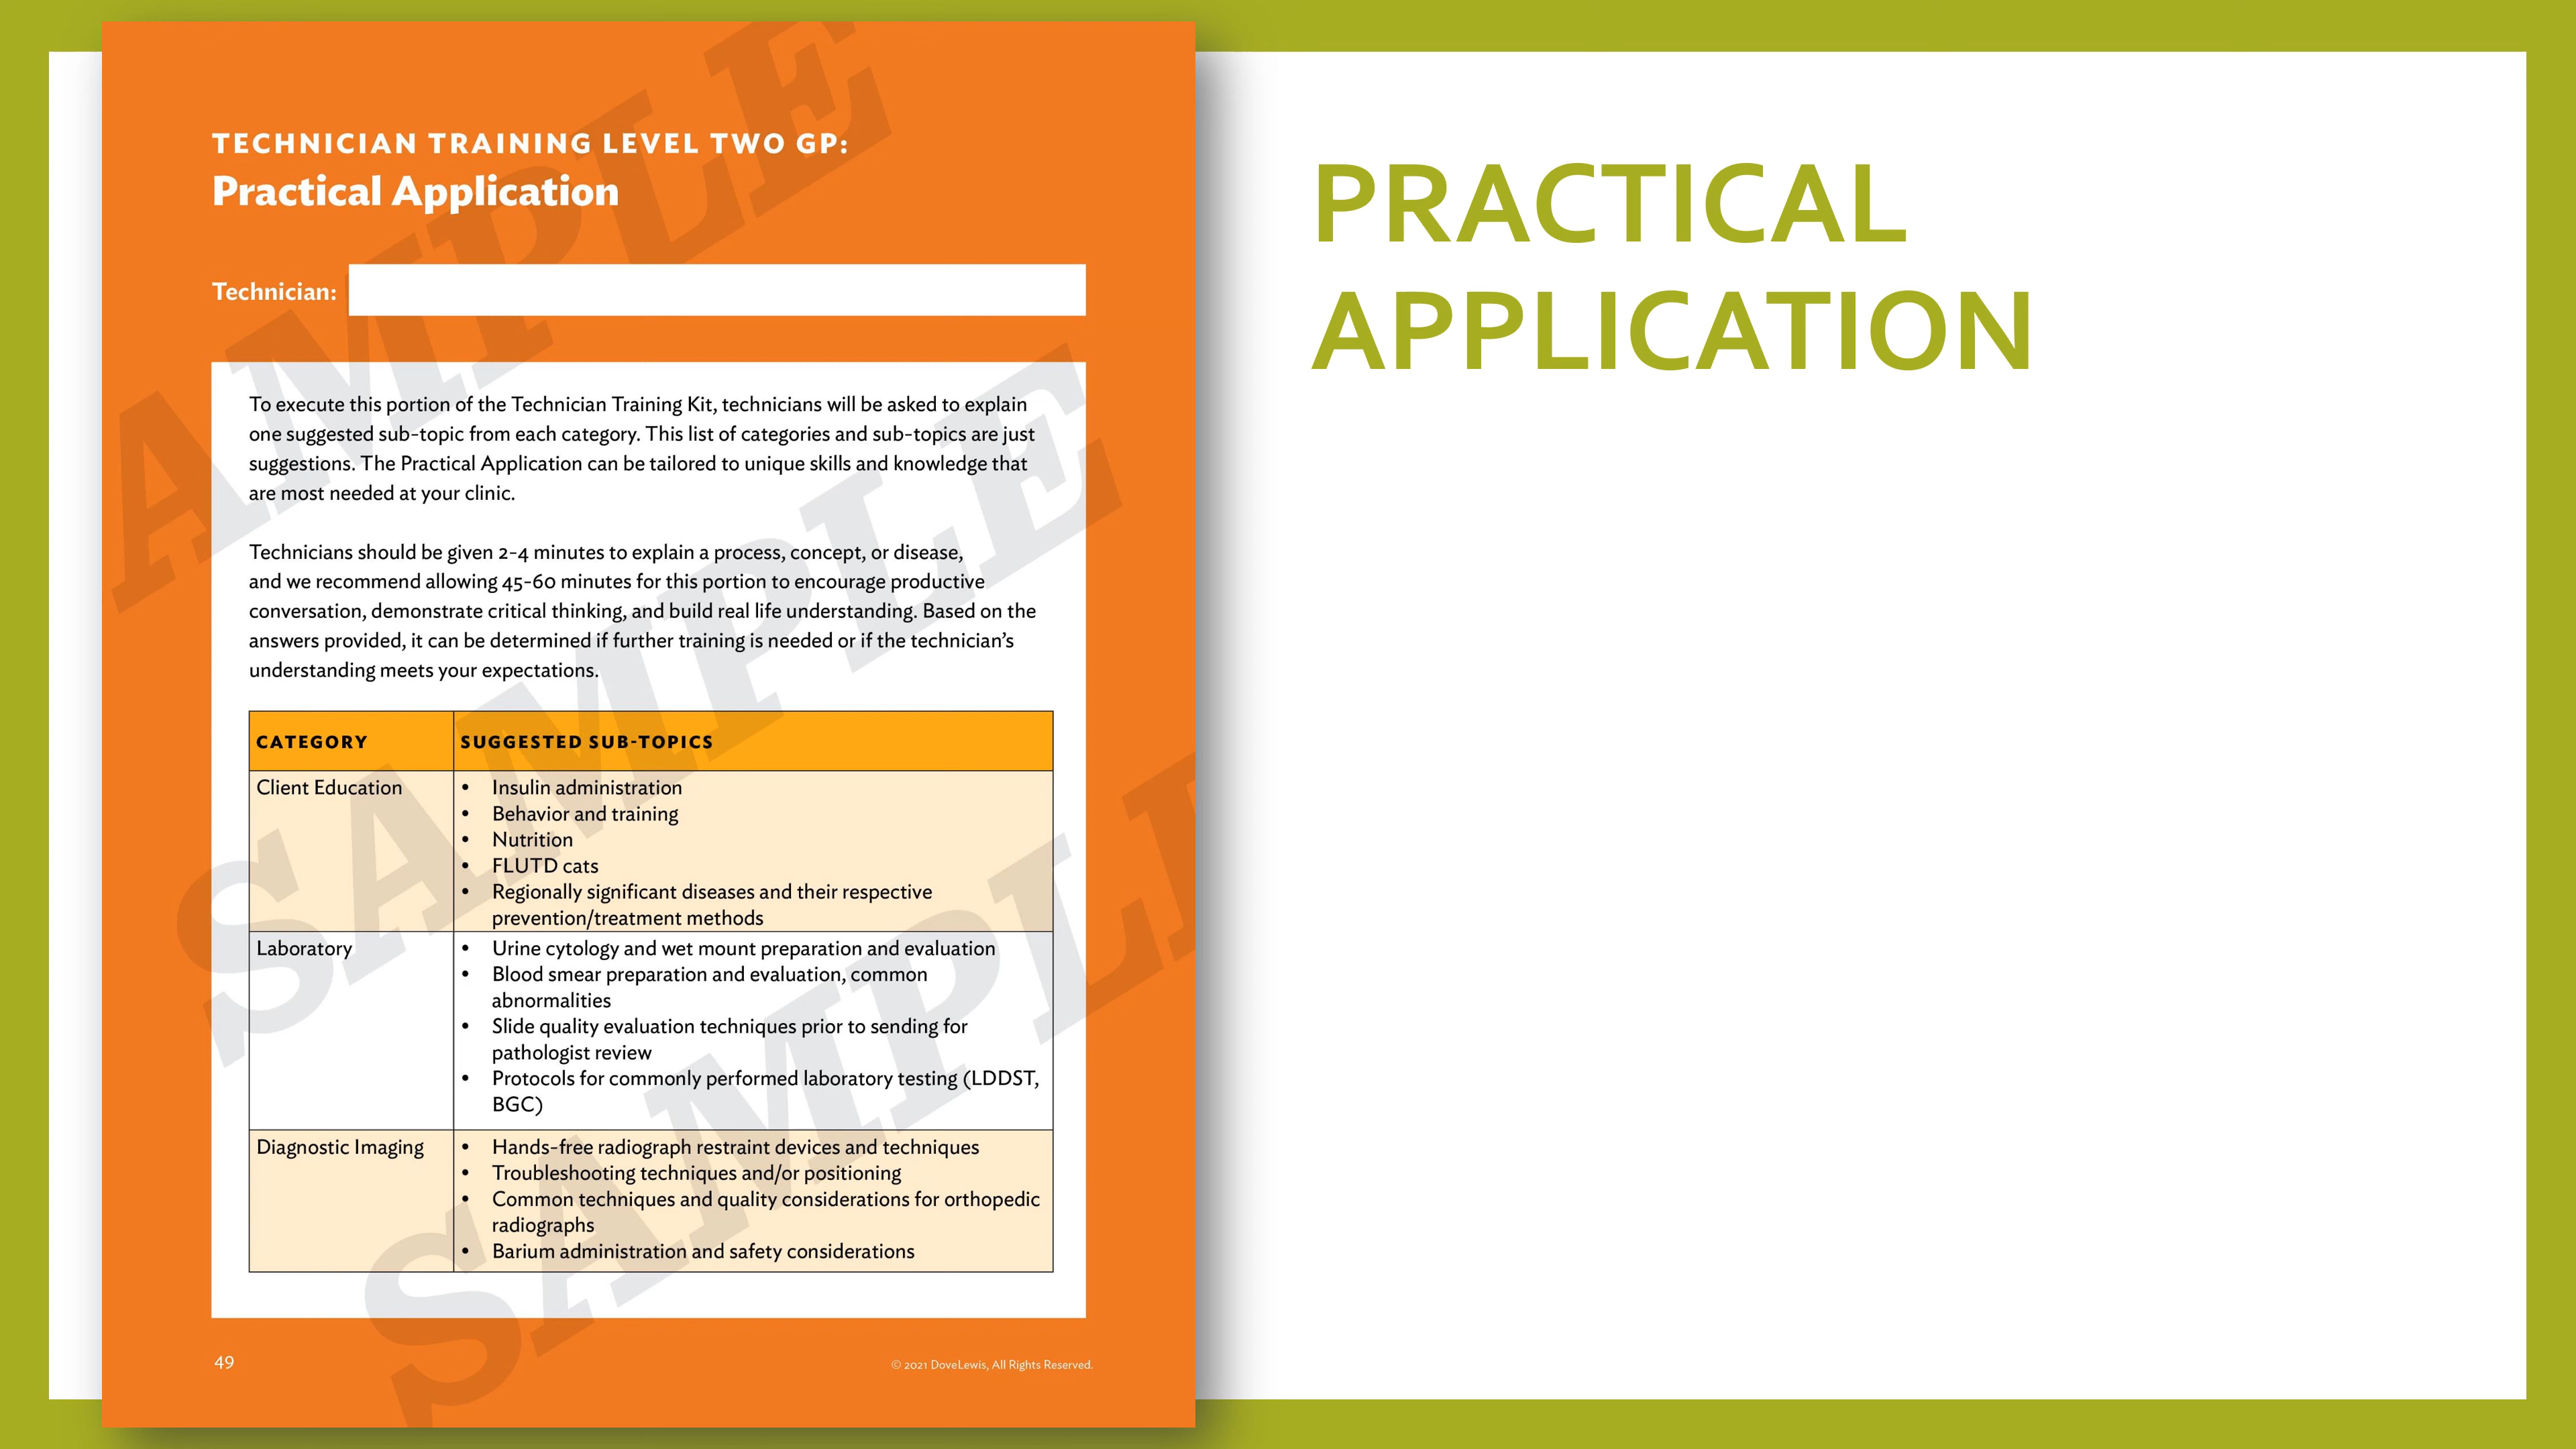 TECHNICIAN TRAINING LEVEL TWO GP:
Practical Application
Technician:
To execute this portion of the Technician Training Kit, technicians will be asked to explain
one suggested sub-topic from each category. This list of categories and sub-topics are just
suggestions. The Practical Application can be tailored to unique skills and knowledge that
are most needed at your clinic.
Technicians should be given 2-4 minutes to explain a process, concept, or disease,
and we recommend allowing 45-60 minutes for this portion to encourage productive
conversation, demonstrate critical thinking, and build real life understanding. Based on the
answers provided, it can be determined if further training is needed or if the technician's
understanding meets your expectations.
CATEGORY
SUGGESTED SUB-TOPICS
Client Education
• Insulin administration
• Behavior and training
• Nutrition
• FLUTD cats
• Regionally significant diseases and their respective
prevention/treatment methods
Laboratory
• Urine cytology and wet mount preparation and evaluation
• Blood smear preparation and evaluation, common
abnormalities
• Slide quality evaluation techniques prior to sending for
pathologist review
• Protocols for commonly performed laboratory testing (LDDST,
BGC)
Diagnostic Imaging
• Hands-free radiograph restraint devices and techniques
• Troubleshooting techniques and/or positioning
• Common techniques and quality considerations for orthopedic
radiographs
• Barium administration and safety considerations
49
© 2021 DoveLewis, All Rights Reserved.
AMPLE
SAMPLE
SAMPLE
PRACTICAL
APPLICATION